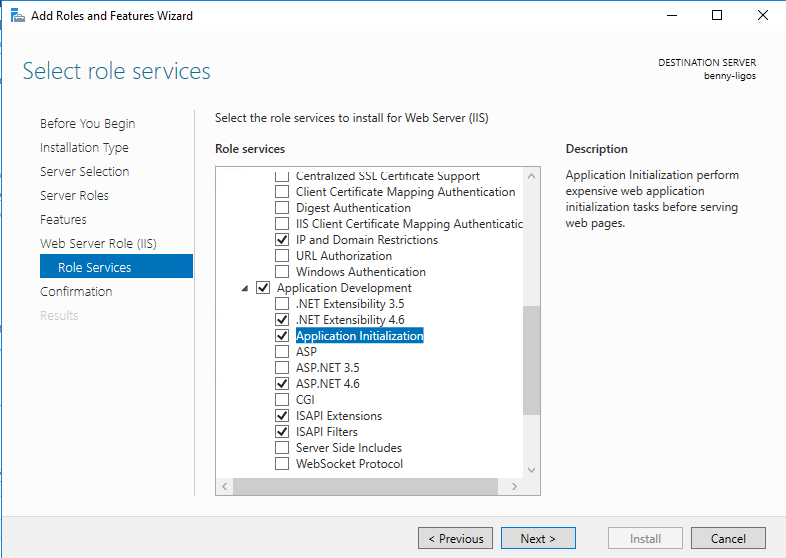 Add Roles and Features Wizard
Select role services
DESTINATION SERVER
benny-ligos
Before You Begin
Installation Type
Server Selection
Server Roles
Features
Web Server Role (IIS)
Role Services
Confirmation
Results
Select the role services to install for Web Server (IIS)
Role services
Centralized SSL Certificate Support
Client Certificate Mapping Authentication
Digest Authentication
IIS Client Certificate Mapping Authenticatic
IP and Domain Restrictions
URL Authorization
Windows Authentication
Application Development
.NET Extensibility 3.5
.NET Extensibility 4.6
Application Initialization
ASP
ASP.NET 3.5
ASP.NET 4.6
CGI
ISAPI Extensions
ISAPI Filters
Server Side Includes
WebSocket Protocol
Description
Application Initialization perform
expensive web application
initialization tasks before serving
web pages.
< Previous
Next >
Install
Cancel